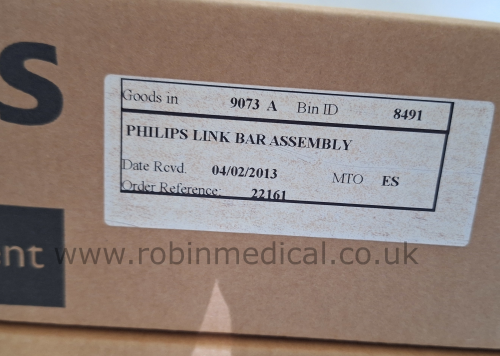 S
Goods in 9073 A Bin ID 8491
PHILIPS LINK BAR ASSEMBLY
Date Rcvd. 04/02/2013 MTO ES
Order Reference: 22161
nt
www.robinmedical.co.uk